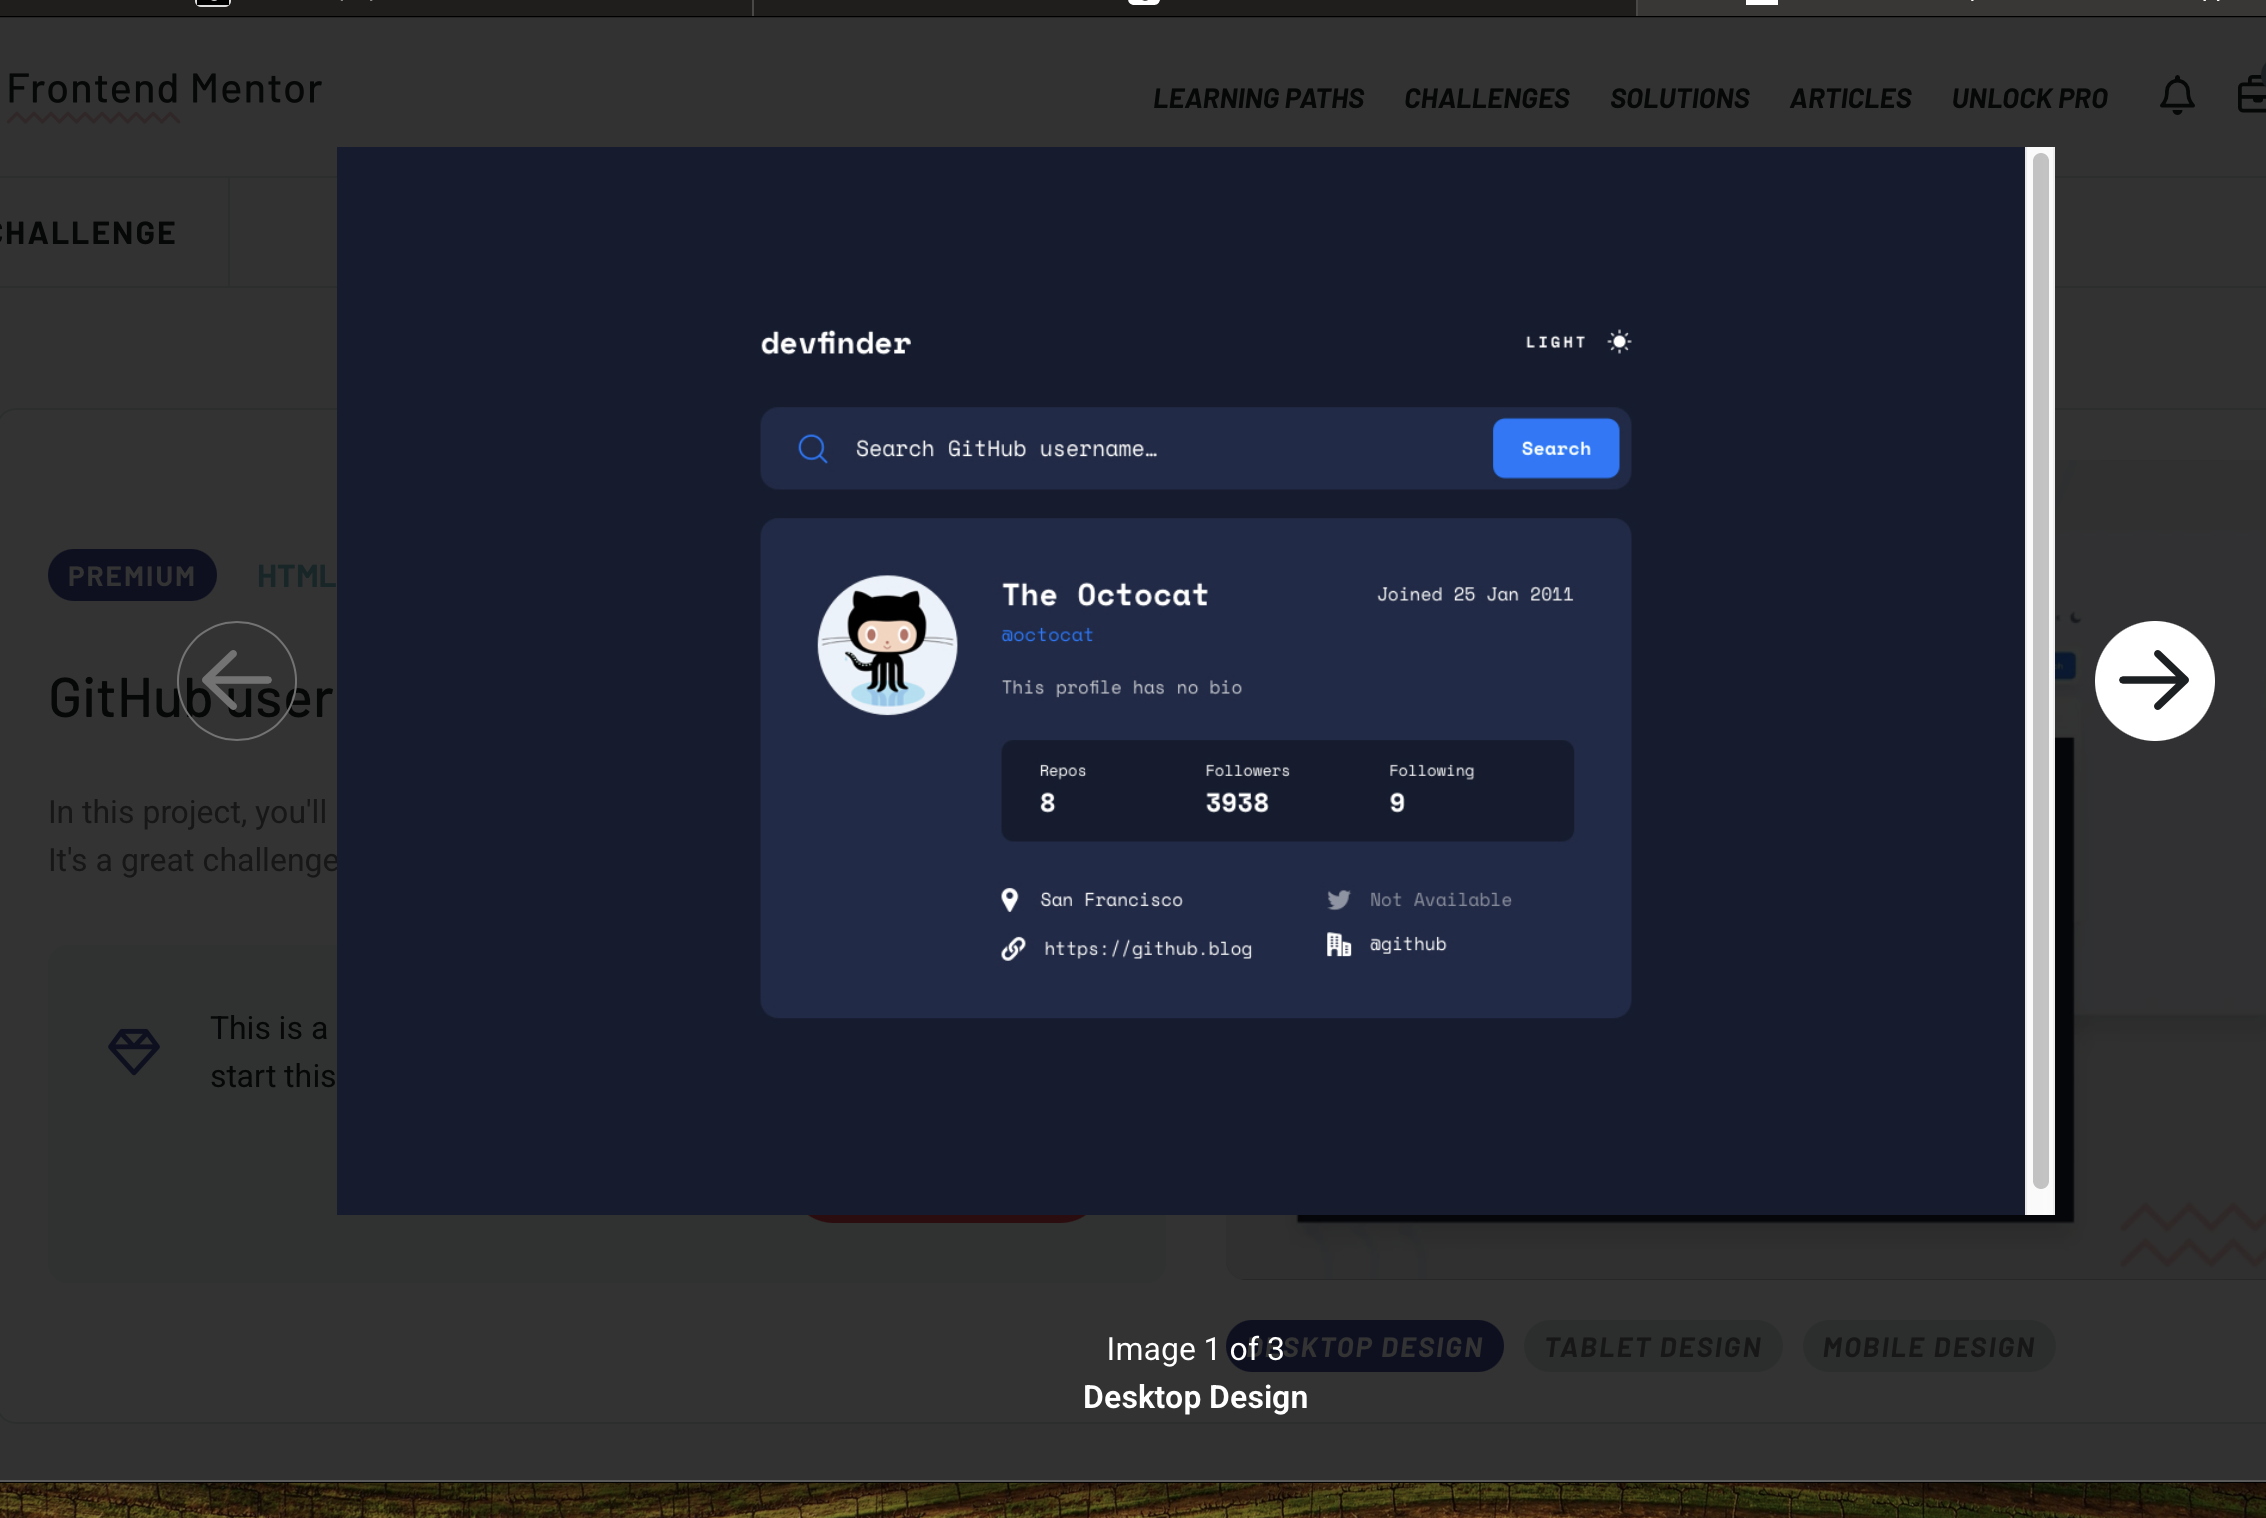 Frontend Mentor
LEARNING PATHS CHALLENGES SOLUTIONS ARTICLES UNLOCK PRO
CHALLENGE
devfinder LIGHT
Search GitHub username… Search
PREMIUM HTML
The Octocat Joined 25 Jan 2011
@octocat
GitHub user
This profile has no bio
Repos Followers Following
8 3938 9
In this project, you'll
It's a great challenge
San Francisco Not Available
https://github.blog @github
This is a
start this
Image 1 of 3
DESKTOP DESIGN TABLET DESIGN MOBILE DESIGN
Desktop Design